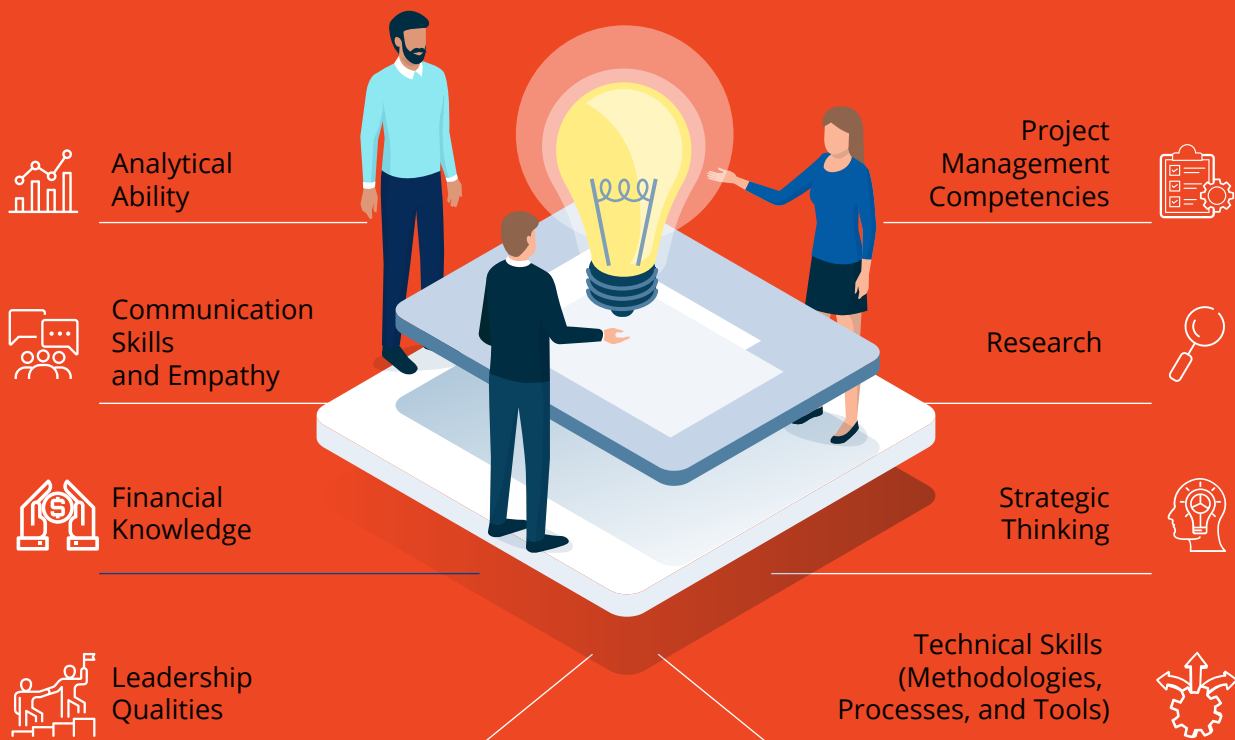 Analytical
Ability
Communication
Skills
and Empathy
Financial
Knowledge
Leadership
Qualities
Project
Management
Competencies
Research
Strategic
Thinking
Technical Skills
(Methodologies,
Processes, and Tools)